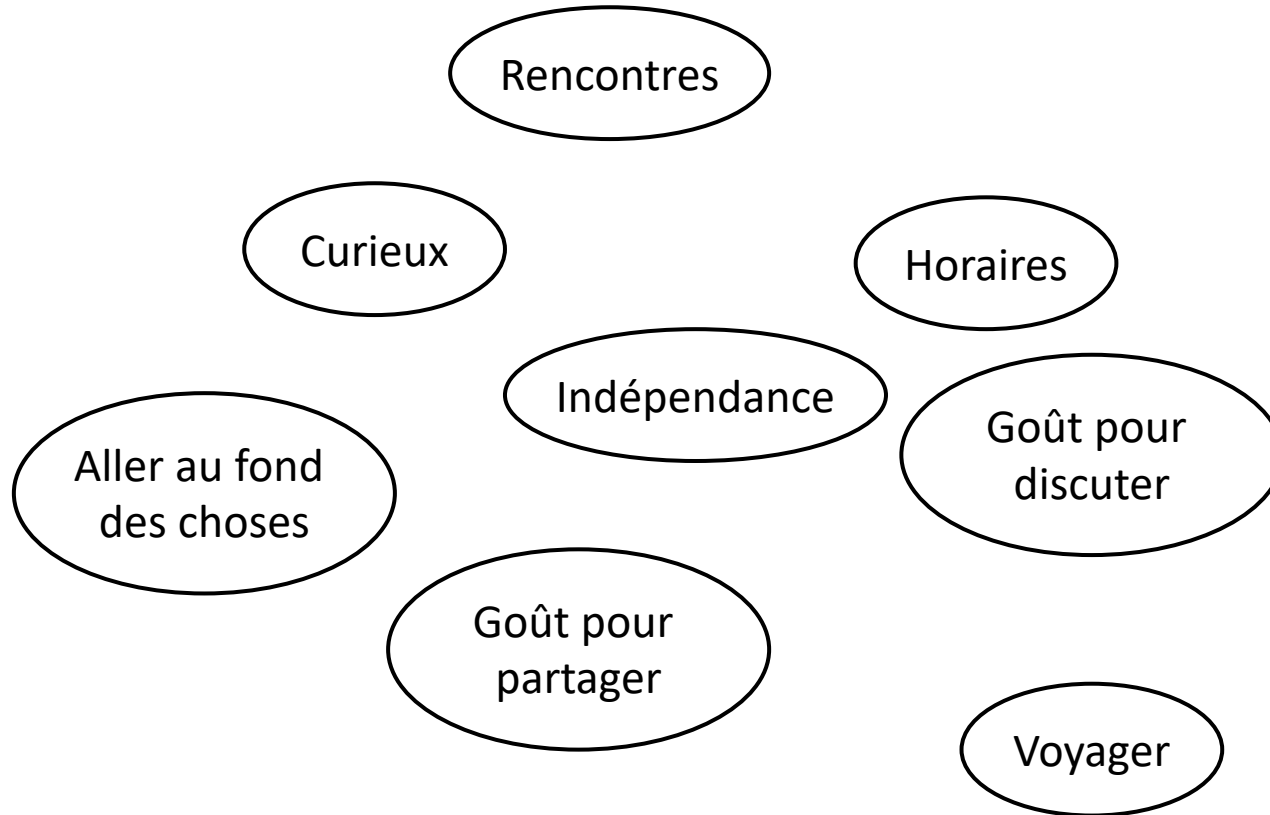 Rencontres
Curieux
Horaires
Indépendance
Goût pour
discuter
Aller au fond
des choses
Goût pour
partager
Voyager